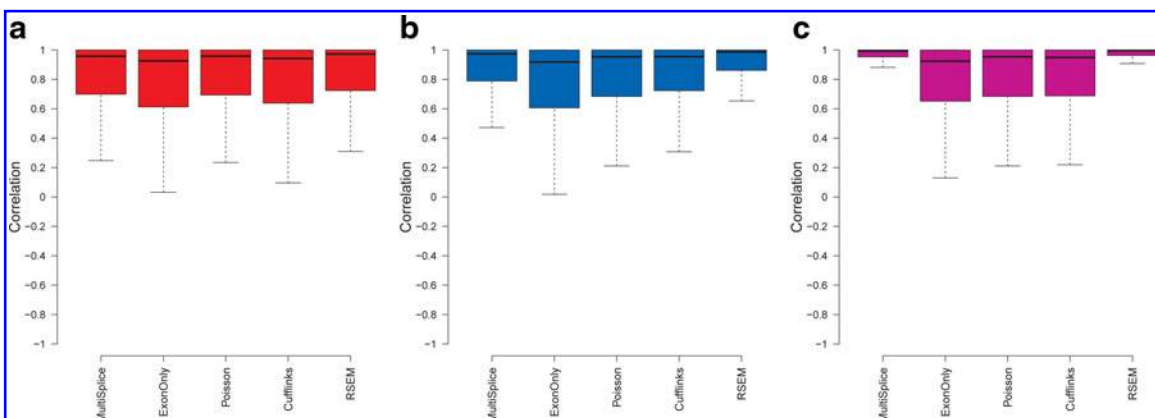 a
Correlation
1
0.8
0.6
0.4
0.2
0
−0.2
−0.4
−0.6
−0.8
−1
MultiSplice
ExonOnly
Poisson
Cufflinks
RSEM
b
Correlation
1
0.8
0.6
0.4
0.2
0
−0.2
−0.4
−0.6
−0.8
−1
MultiSplice
ExonOnly
Poisson
Cufflinks
RSEM
c
Correlation
1
0.8
0.6
0.4
0.2
0
−0.2
−0.4
−0.6
−0.8
−1
MultiSplice
ExonOnly
Poisson
Cufflinks
RSEM